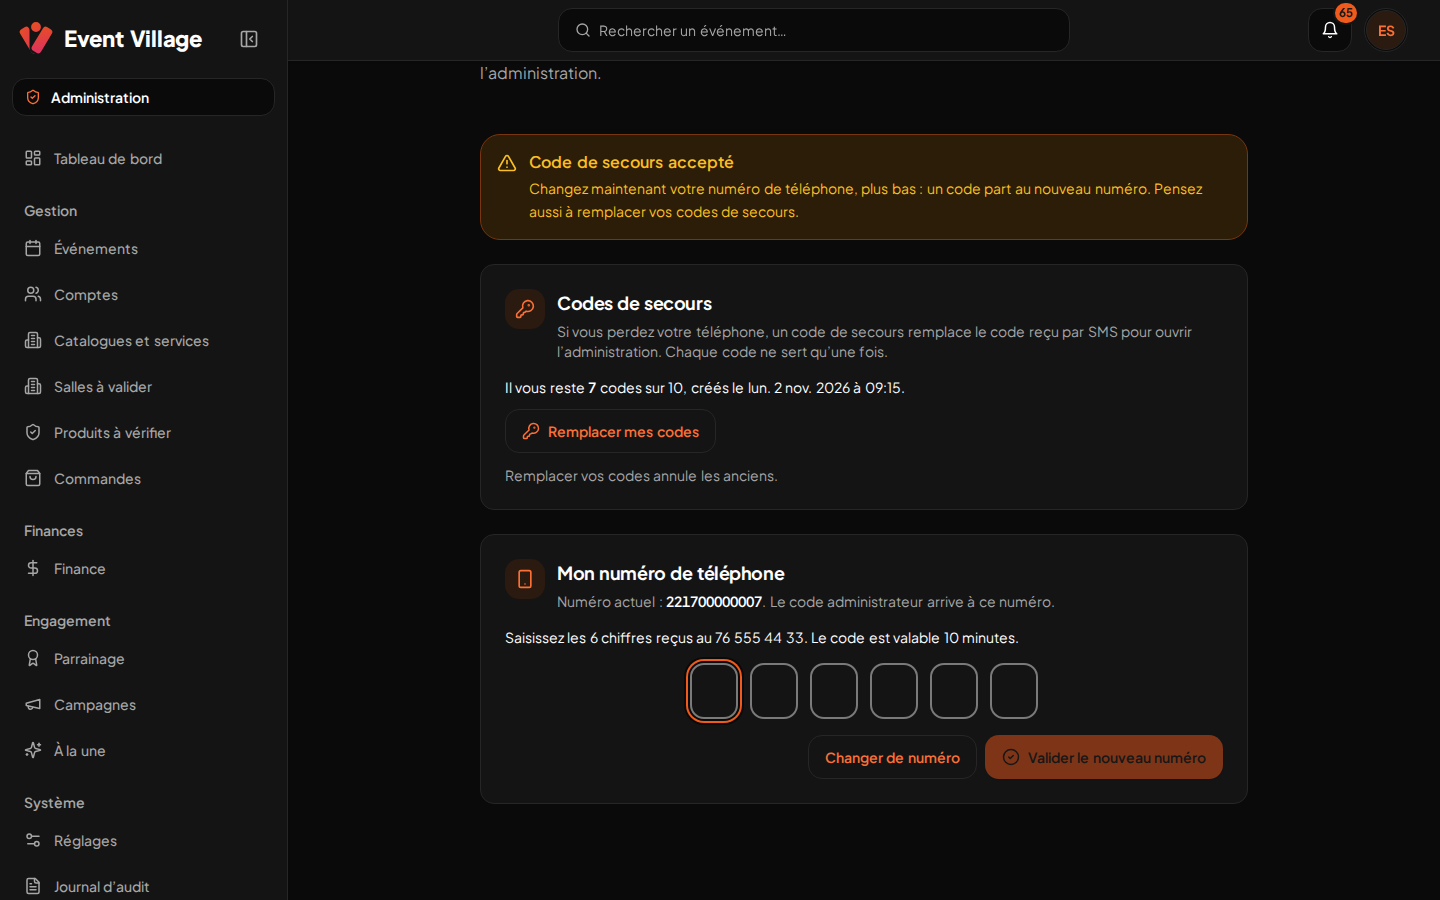 Event Village
Rechercher un événement...
65
ES
Administration
Tableau de bord
Gestion
Événements
Comptes
Catalogues et services
Salles à valider
Produits à vérifier
Commandes
Finances
Finance
Engagement
Parrainage
Campagnes
À la une
Système
Réglages
Journal d'audit
l'administration.
Code de secours accepté
Changez maintenant votre numéro de téléphone, plus bas : un code part au nouveau numéro. Pensez
aussi à remplacer vos codes de secours.
Codes de secours
Si vous perdez votre téléphone, un code de secours remplace le code reçu par SMS pour ouvrir
l'administration. Chaque code ne sert qu'une fois.
Il vous reste 7 codes sur 10, créés le lun. 2 nov. 2026 à 09:15.
Remplacer mes codes
Remplacer vos codes annule les anciens.
Mon numéro de téléphone
Numéro actuel : 221700000007. Le code administrateur arrive à ce numéro.
Saisissez les 6 chiffres reçus au 76 555 44 33. Le code est valable 10 minutes.
Changer de numéro
Valider le nouveau numéro